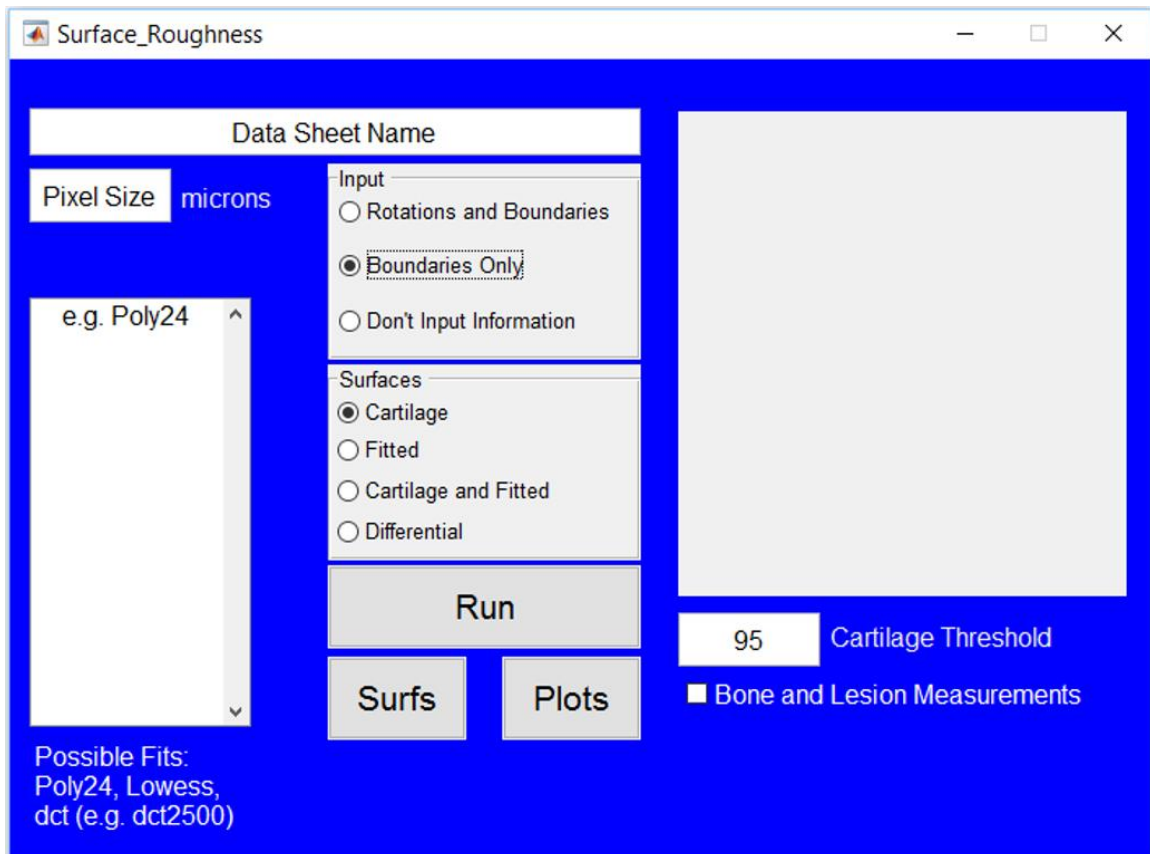 Surface_Roughness
Data Sheet Name
Pixel Size microns
e.g. Poly24
Possible Fits:
Poly24, Lowess,
dct (e.g. dct2500)
Input
Rotations and Boundaries
Boundaries Only
Don't Input Information
Surfaces
Cartilage
Fitted
Cartilage and Fitted
Differential
Run
Surfs Plots
95 Cartilage Threshold
Bone and Lesion Measurements